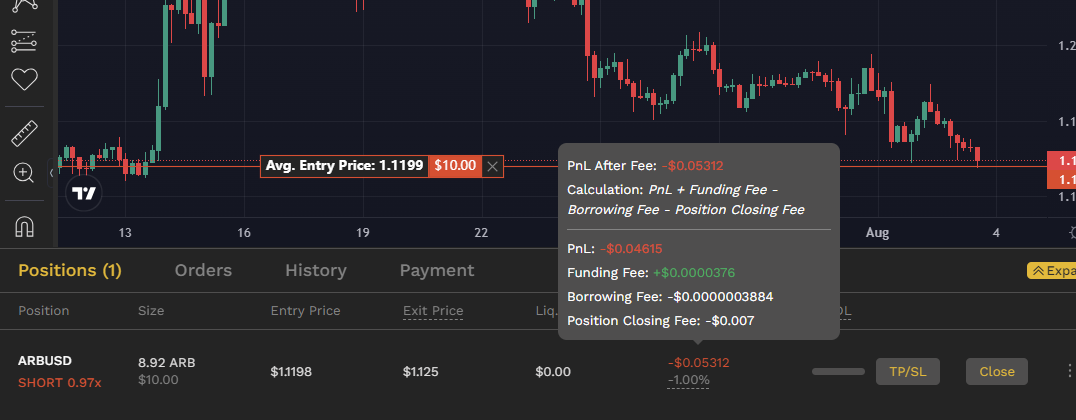 1.2
1.1
Avg. Entry Price: 1.1199 $10.00
1.1
1.1
1.1
13 16 19 22 Aug 4
PnL After Fee: -$0.05312
Calculation: PnL + Funding Fee -
Borrowing Fee - Position Closing Fee
PnL: -$0.04615
Funding Fee: +$0.0000376
Borrowing Fee: -$0.0000003884
Position Closing Fee: -$0.007
Positions (1) Orders History Payment
Expa
Position Size Entry Price Exit Price Liq.
ARBUSD
SHORT 0.97x
8.92 ARB
$10.00
$1.1198
$1.125
$0.00
-$0.05312
-1.00%
TP/SL
Close